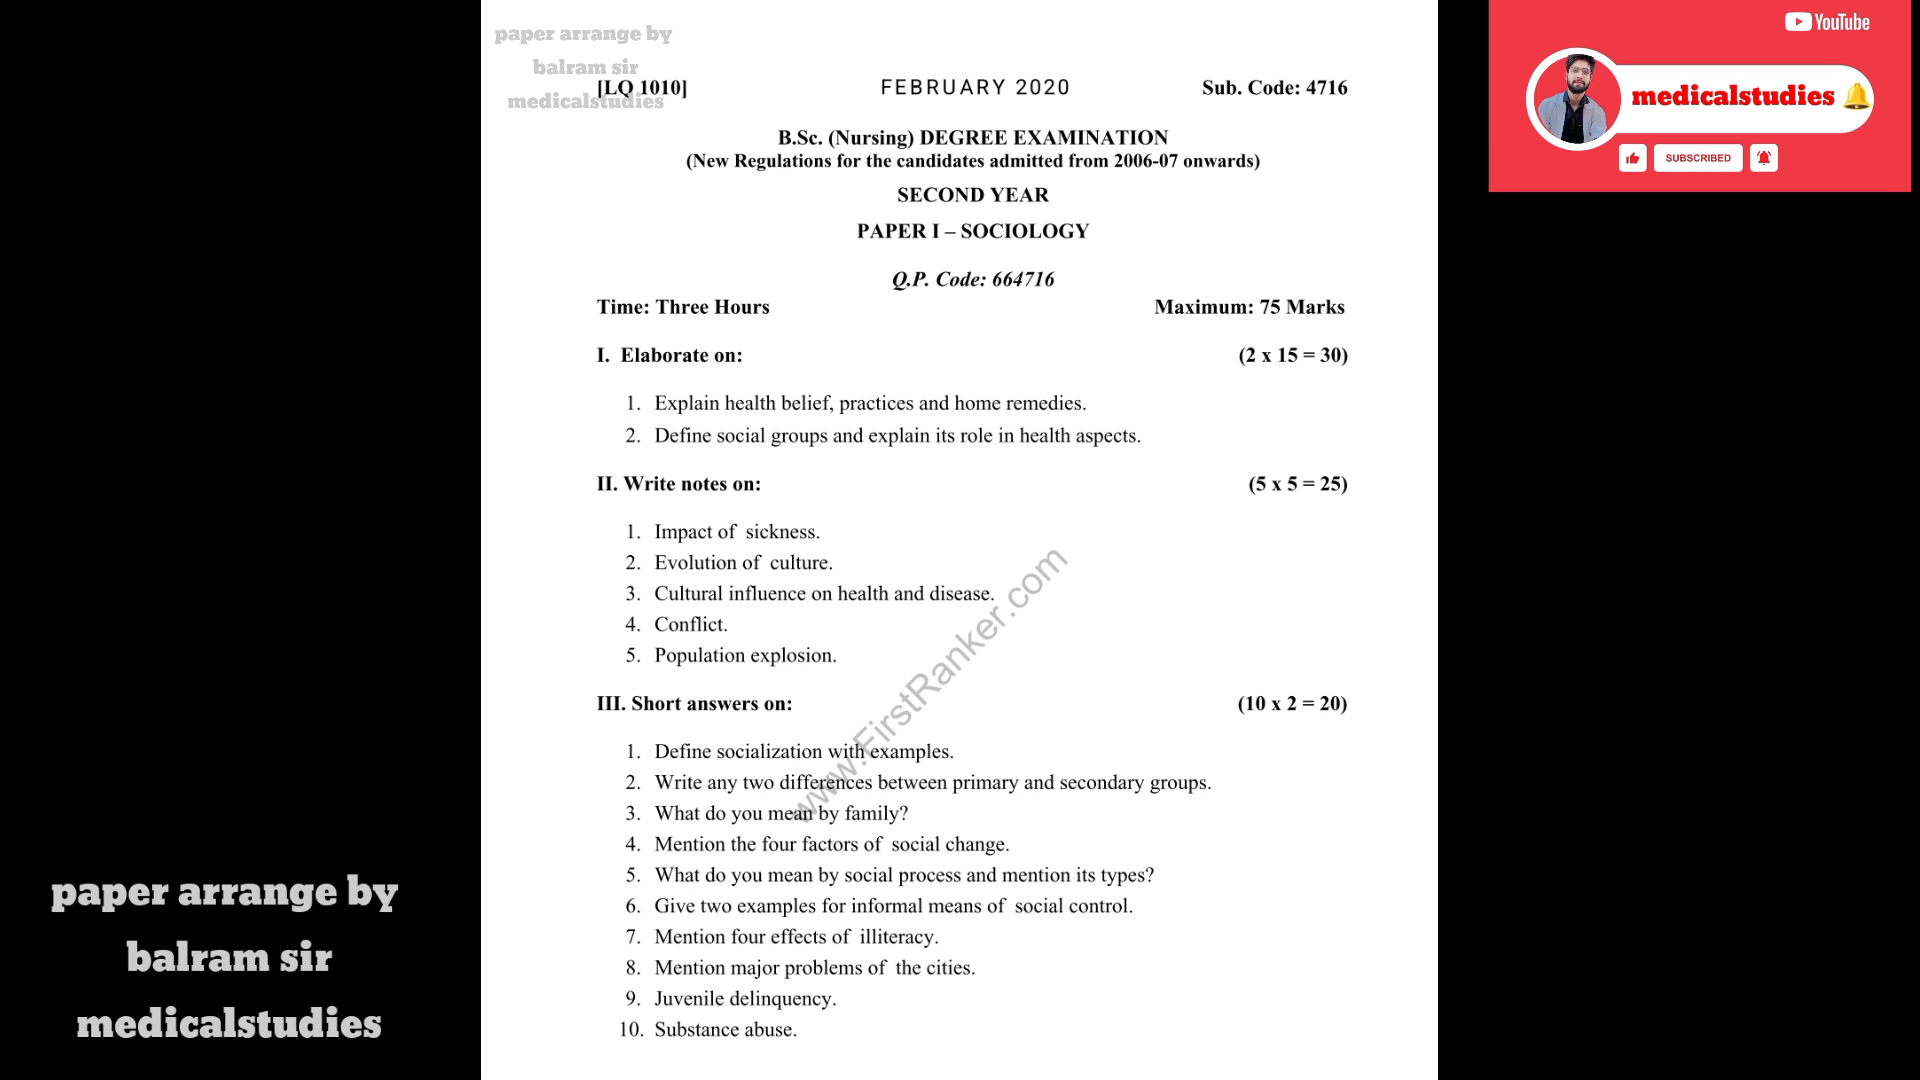 paper arrange by
balram sir
medicalstudies
[LQ 1010] FEBRUARY 2020 Sub. Code: 4716
B.Sc. (Nursing) DEGREE EXAMINATION
(New Regulations for the candidates admitted from 2006-07 onwards)
SECOND YEAR
PAPER I – SOCIOLOGY
Q.P. Code: 664716
Time: Three Hours Maximum: 75 Marks
I. Elaborate on: (2 x 15 = 30)
1. Explain health belief, practices and home remedies.
2. Define social groups and explain its role in health aspects.
II. Write notes on: (5 x 5 = 25)
1. Impact of sickness.
2. Evolution of culture.
3. Cultural influence on health and disease.
4. Conflict.
5. Population explosion.
III. Short answers on: (10 x 2 = 20)
1. Define socialization with examples.
2. Write any two differences between primary and secondary groups.
3. What do you mean by family?
4. Mention the four factors of social change.
5. What do you mean by social process and mention its types?
6. Give two examples for informal means of social control.
7. Mention four effects of illiteracy.
8. Mention major problems of the cities.
9. Juvenile delinquency.
10. Substance abuse.
www.FirstRanker.com
YouTube
medicalstudies
SUBSCRIBED
paper arrange by
balram sir
medicalstudies